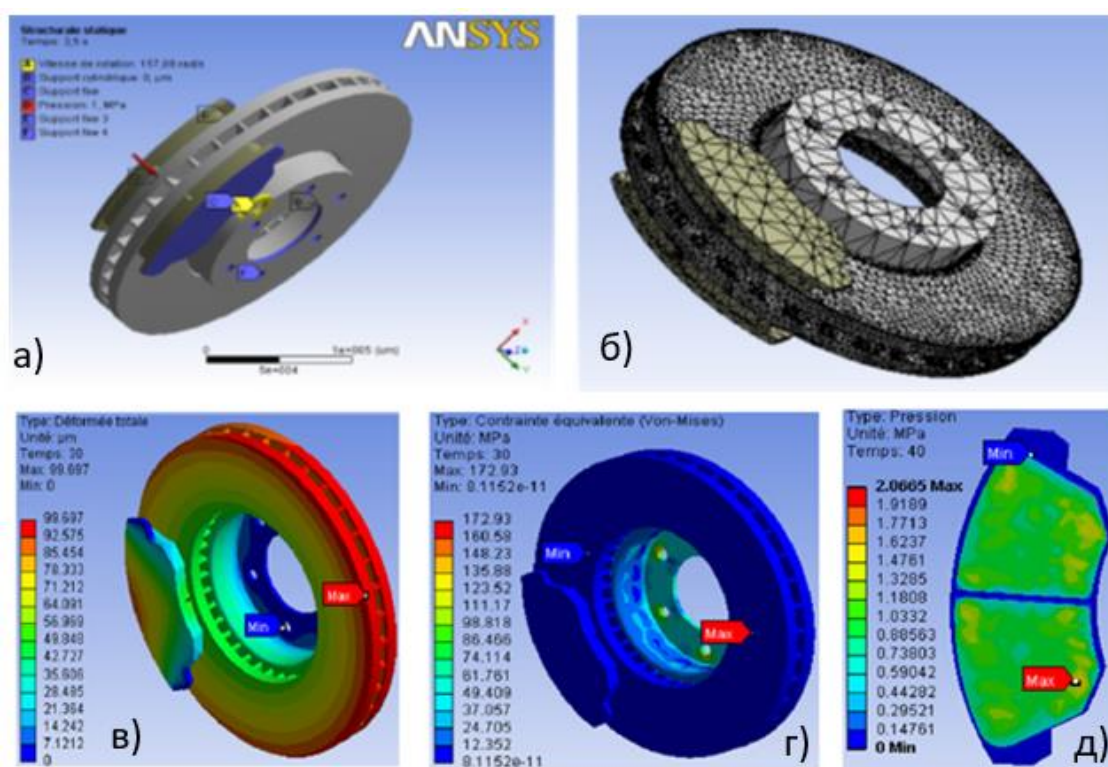 Structurale statique
Temps: 3,5 s
A Vitesse de rotation: 157,89 rad/s
B Support cylindrique: 0, µm
C Support fixe
D Pression: 1, MPa
E Support fixe 3
F Support fixe 4
ANSYS
0
1e+005 (um)
5e+004
а)
б)
Type: Déformée totale
Unité: µm
Temps: 30
Max: 99.697
Min: 0
99.697
92.575
85.454
78.333
71.212
64.091
56.969
49.848
42.727
35.606
28.485
21.364
14.242
7.1212
0
Max
Min
в)
Type: Contrainte équivalente (Von-Mises)
Unité: MPa
Temps: 30
Max: 172.93
Min: 8.1152e-11
172.93
160.58
148.23
135.88
123.52
111.17
98.818
86.466
74.114
61.761
49.409
37.057
24.705
12.352
8.1152e-11
Min
Max
г)
Type: Pression
Unité: MPa
Temps: 40
2.0665 Max
1.9189
1.7713
1.6237
1.4761
1.3285
1.1808
1.0332
0.88563
0.73803
0.59042
0.44282
0.29521
0.14761
0 Min
Min
Max
д)